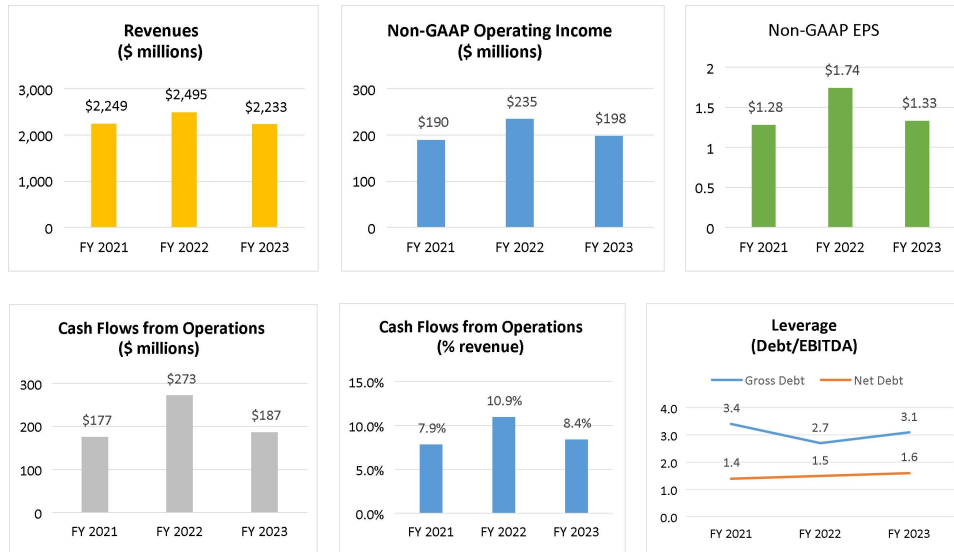 Revenues
($ millions)
3,000
2,000
1,000
0
$2,249
$2,495
$2,233
FY 2021
FY 2022
FY 2023
Non-GAAP Operating Income
($ millions)
300
200
100
0
$190
$235
$198
FY 2021
FY 2022
FY 2023
Non-GAAP EPS
2
1.5
1
0.5
0
$1.28
$1.74
$1.33
FY 2021
FY 2022
FY 2023
Cash Flows from Operations
($ millions)
300
200
100
0
$177
$273
$187
FY 2021
FY 2022
FY 2023
Cash Flows from Operations
(% revenue)
15.0%
10.0%
5.0%
0.0%
7.9%
10.9%
8.4%
FY 2021
FY 2022
FY 2023
Leverage
(Debt/EBITDA)
Gross Debt
Net Debt
4.0
3.0
2.0
1.0
0.0
3.4
2.7
3.1
1.4
1.5
1.6
FY 2021
FY 2022
FY 2023